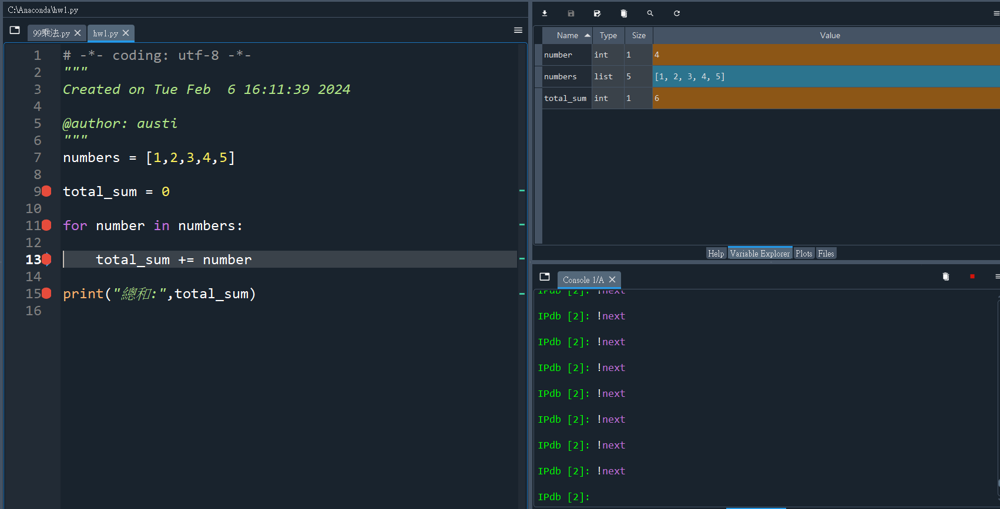 C:\Anaconda\hw1.py
99乘法.py
hw1.py
1 # -*- coding: utf-8 -*-
2 """
3 Created on Tue Feb  6 16:11:39 2024
4
5 @author: austi
6 """
7 numbers = [1,2,3,4,5]
8
9 total_sum = 0
10
11 for number in numbers:
12
13     total_sum += number
14
15 print("總和:",total_sum)
16
Name Type Size Value
number int 1 4
numbers list 5 [1, 2, 3, 4, 5]
total_sum int 1 6
Help Variable Explorer Plots Files
Console 1/A
IPdb [2]: !next
IPdb [2]: !next
IPdb [2]: !next
IPdb [2]: !next
IPdb [2]: !next
IPdb [2]: !next
IPdb [2]: !next
IPdb [2]: !next
IPdb [2]: